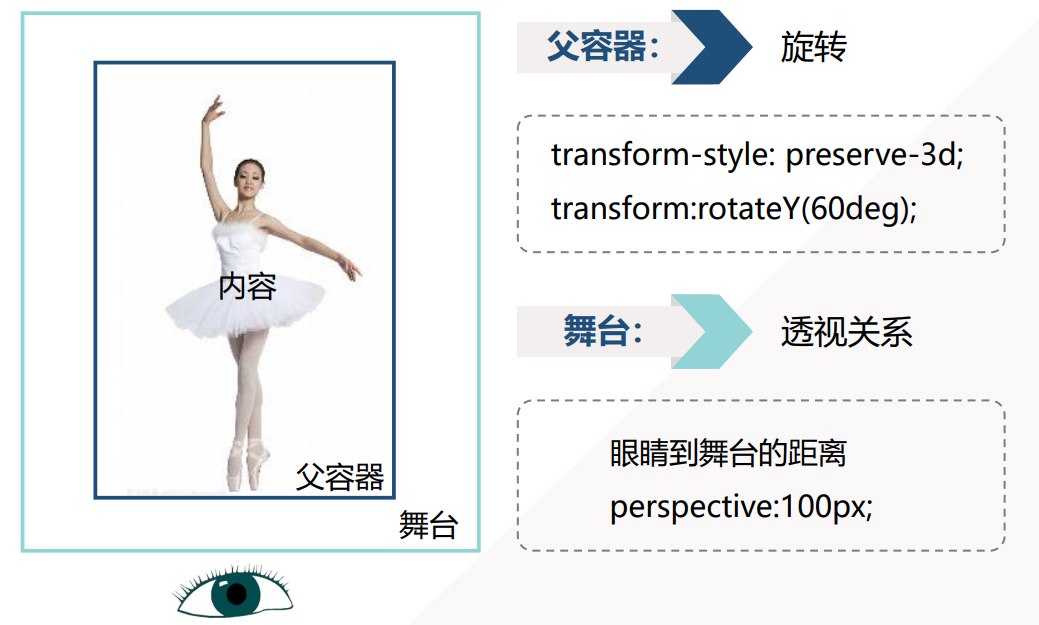 内容
父容器
舞台
父容器：
旋转
transform-style: preserve-3d;
transform:rotateY(60deg);
舞台：
透视关系
眼睛到舞台的距离
perspective:100px;